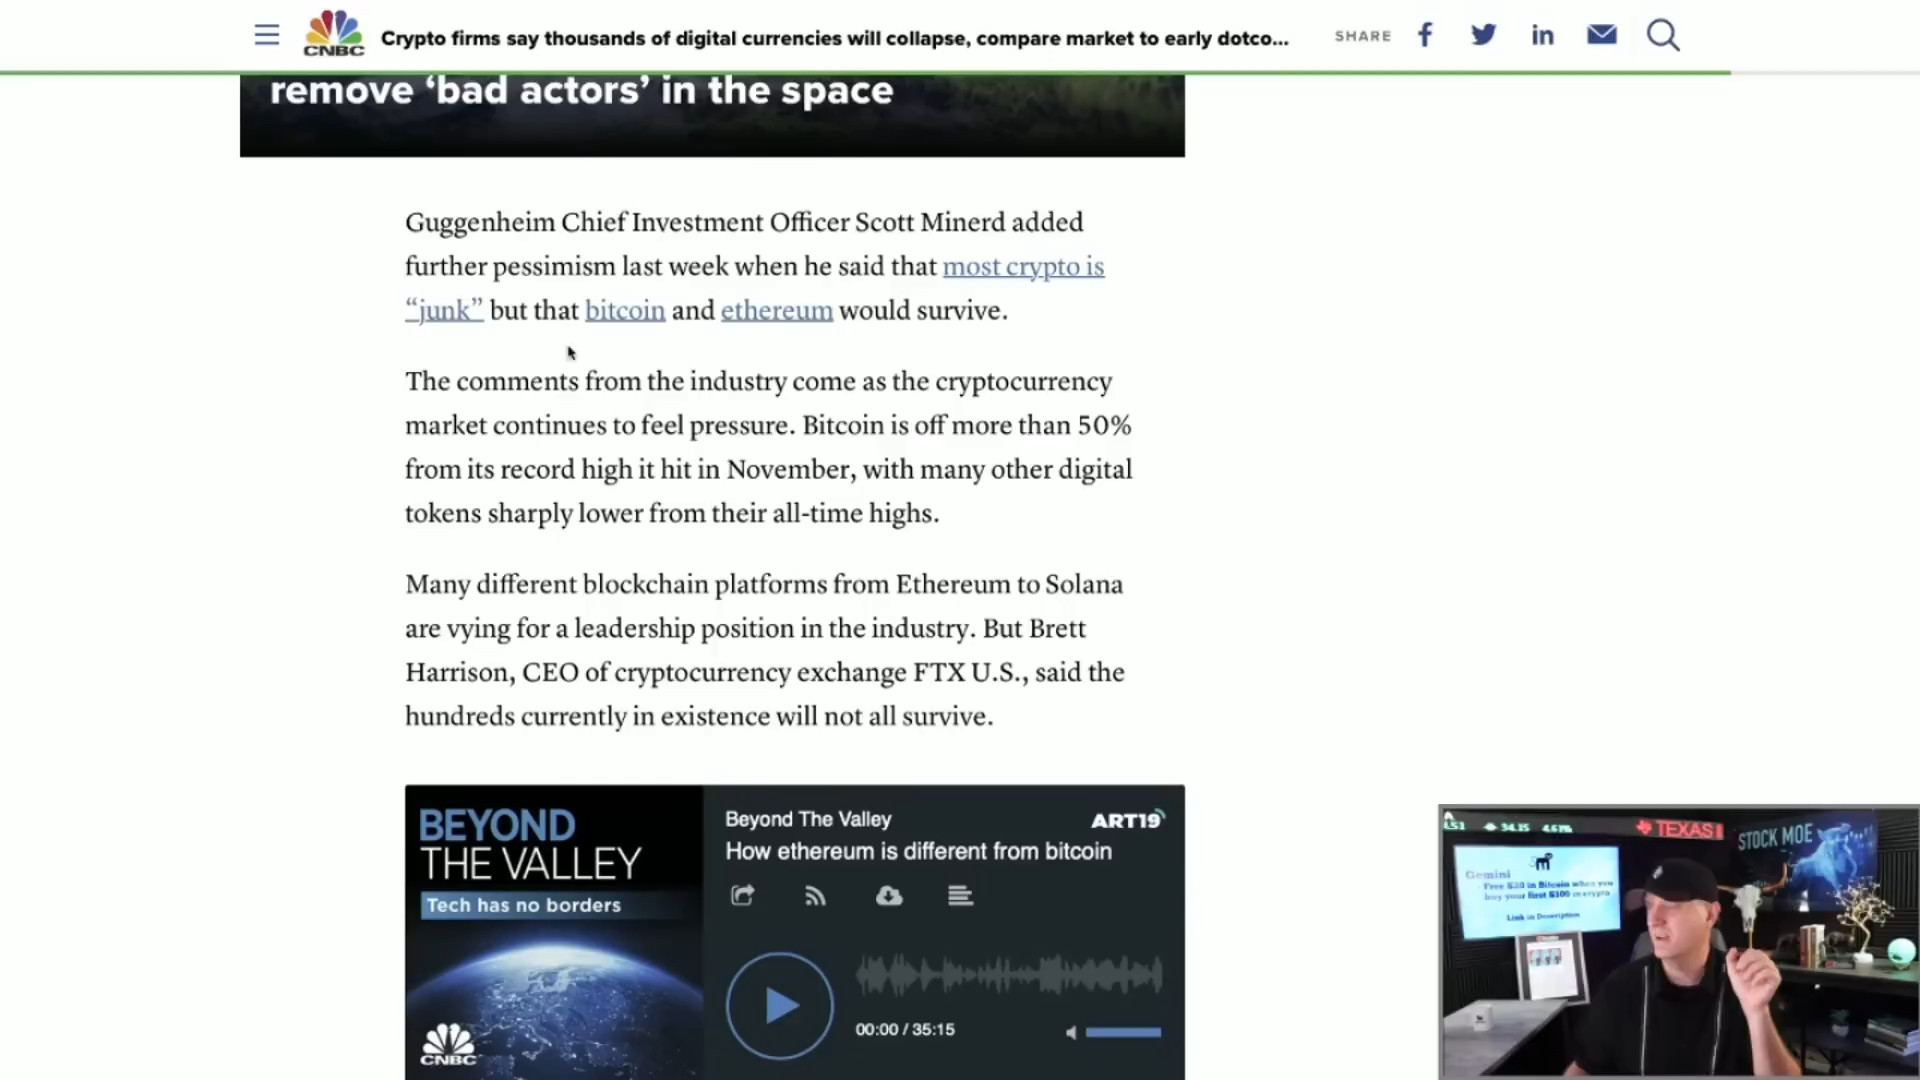 CNBC
Crypto firms say thousands of digital currencies will collapse, compare market to early dotco...
SHARE
remove ‘bad actors’ in the space
Guggenheim Chief Investment Officer Scott Minerd added
further pessimism last week when he said that most crypto is
“junk” but that bitcoin and ethereum would survive.
The comments from the industry come as the cryptocurrency
market continues to feel pressure. Bitcoin is off more than 50%
from its record high it hit in November, with many other digital
tokens sharply lower from their all-time highs.
Many different blockchain platforms from Ethereum to Solana
are vying for a leadership position in the industry. But Brett
Harrison, CEO of cryptocurrency exchange FTX U.S., said the
hundreds currently in existence will not all survive.
BEYOND
THE VALLEY
Tech has no borders
CNBC
Beyond The Valley
ART19
How ethereum is different from bitcoin
00:00 / 35:15
34.15 4.61%
TEXAS
STOCK MOE
Gemini
- Free $20 in Bitcoin when you
buy your first $100 in crypto
Link in Description